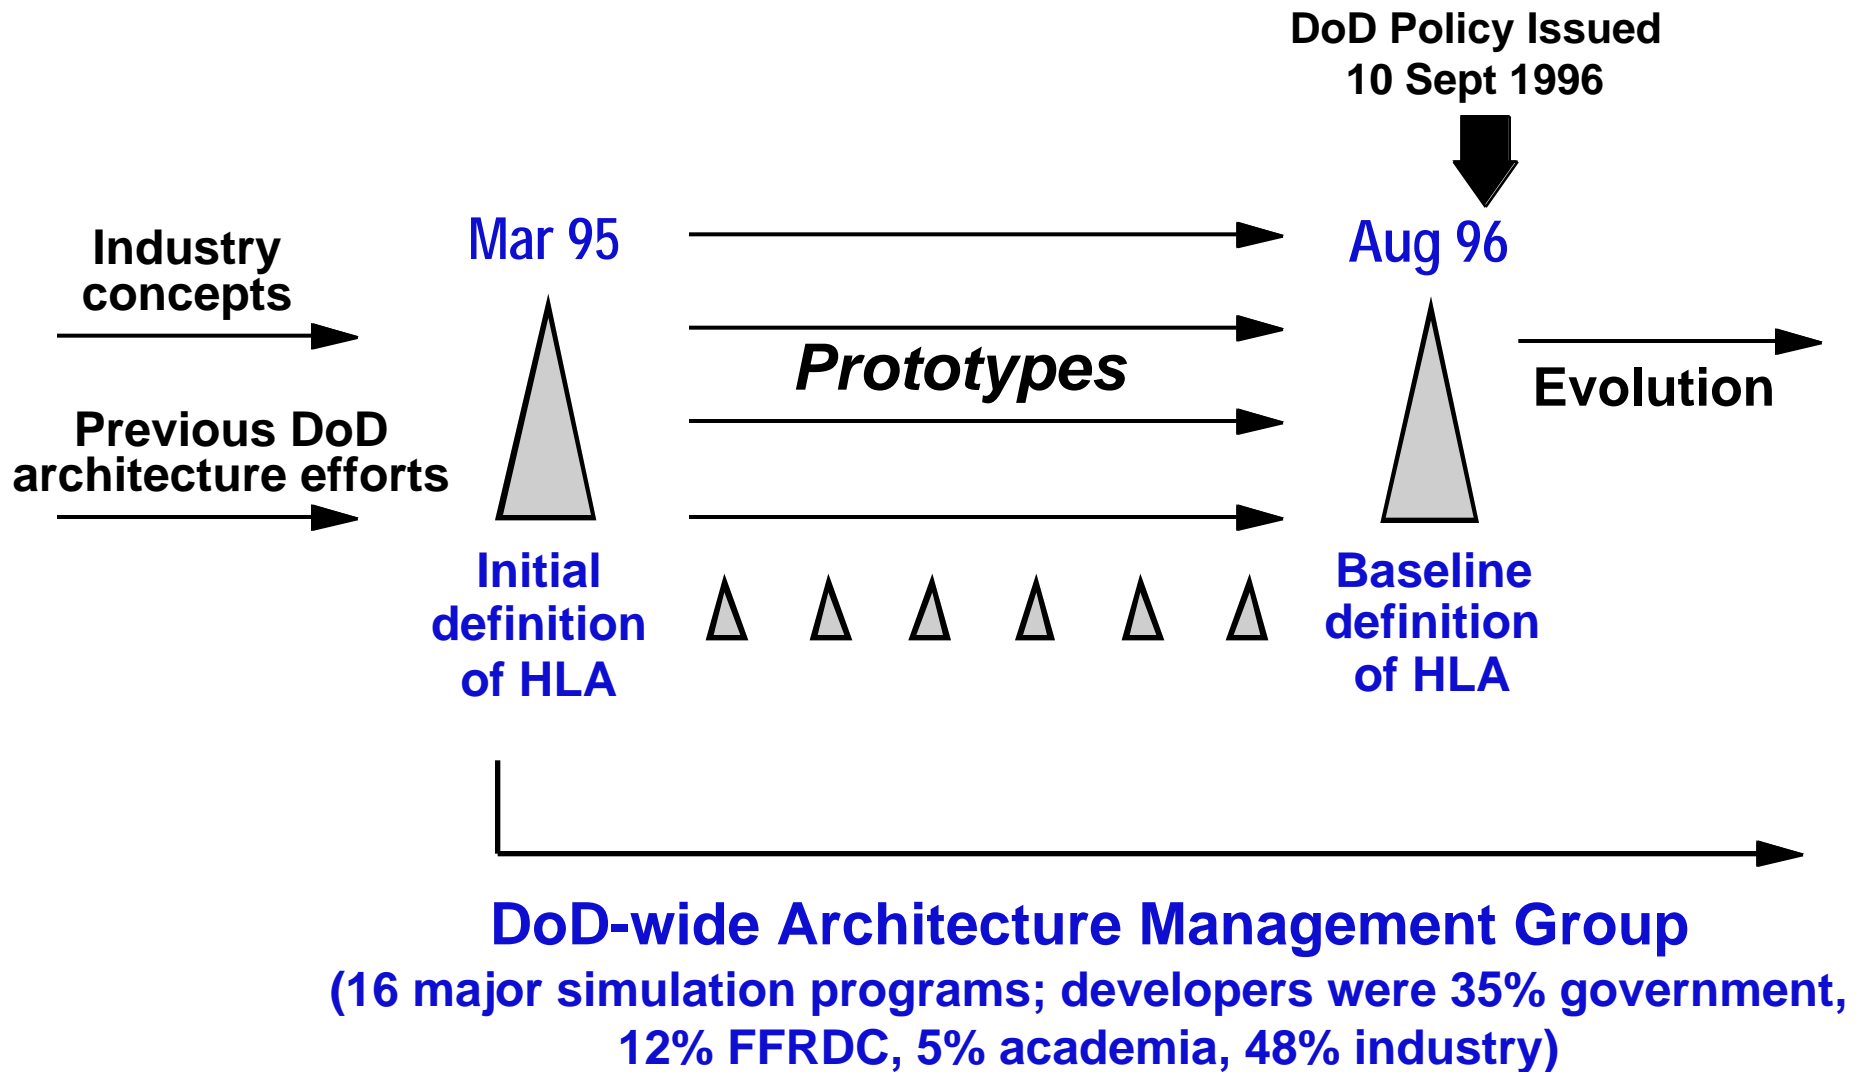 DoD Policy Issued
10 Sept 1996
Industry
concepts
Previous DoD
architecture efforts
Mar 95
Initial
definition
of HLA
Prototypes
Aug 96
Baseline
definition
of HLA
Evolution
DoD-wide Architecture Management Group
(16 major simulation programs; developers were 35% government,
12% FFRDC, 5% academia, 48% industry)